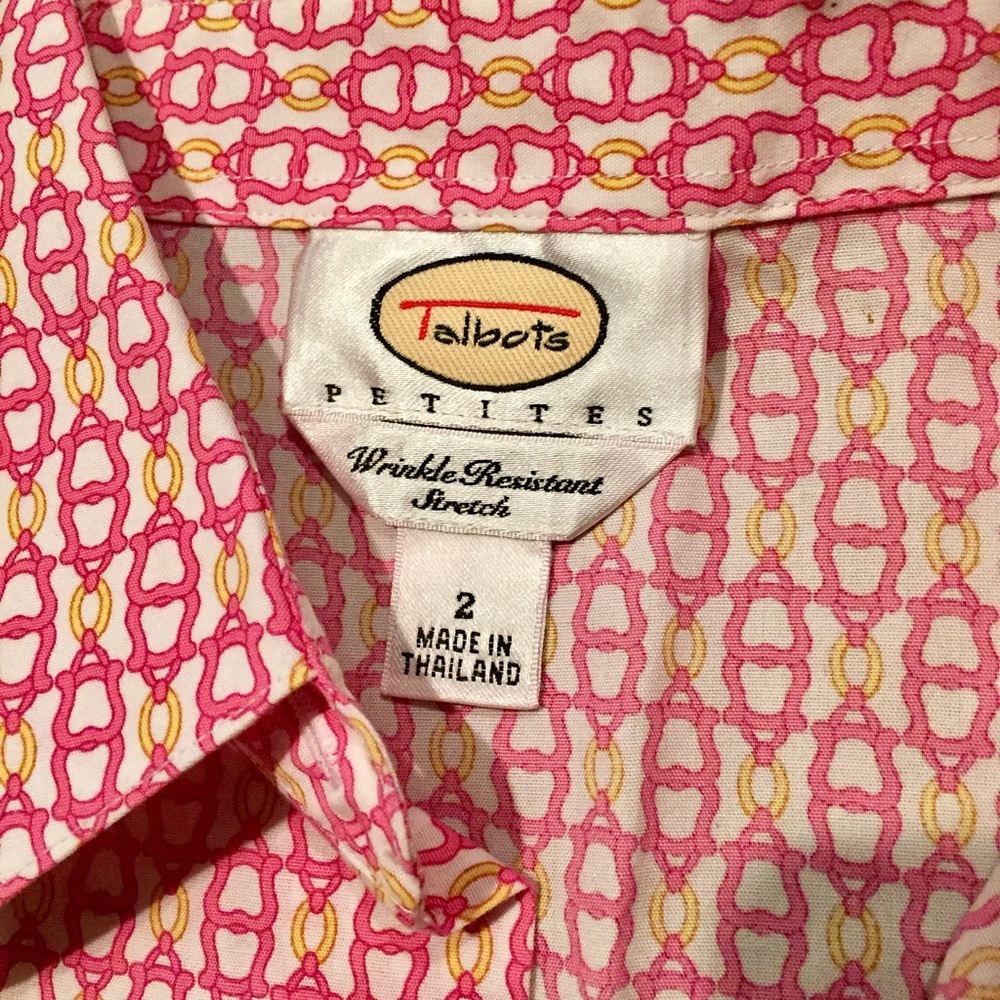 Talbots
PETITES
Wrinkle Resistant
Stretch
2
MADE IN
THAILAND